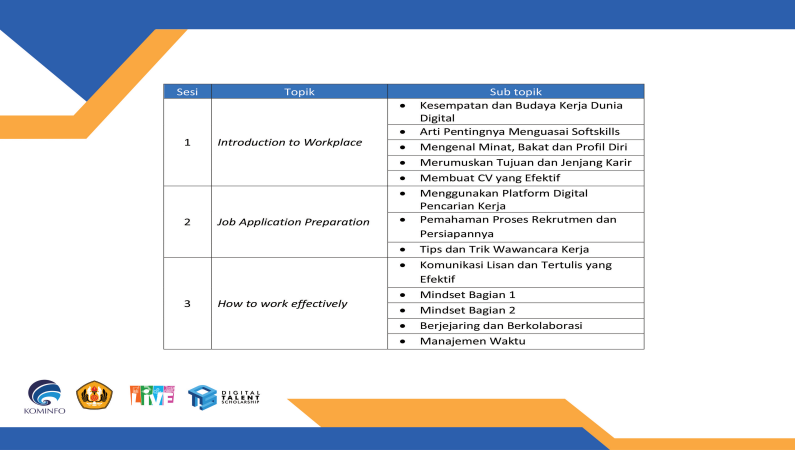 Sesi Topik Sub topik
1 Introduction to Workplace
• Kesempatan dan Budaya Kerja Dunia
Digital
• Arti Pentingnya Menguasai Softskills
• Mengenal Minat, Bakat dan Profil Diri
• Merumuskan Tujuan dan Jenjang Karir
• Membuat CV yang Efektif
2 Job Application Preparation
• Menggunakan Platform Digital
Pencarian Kerja
• Pemahaman Proses Rekrutmen dan
Persiapannya
• Tips dan Trik Wawancara Kerja
3 How to work effectively
• Komunikasi Lisan dan Tertulis yang
Efektif
• Mindset Bagian 1
• Mindset Bagian 2
• Berjejaring dan Berkolaborasi
• Manajemen Waktu
KOMINFO
LIVE
DIGITAL
TALENT
SCHOLARSHIP